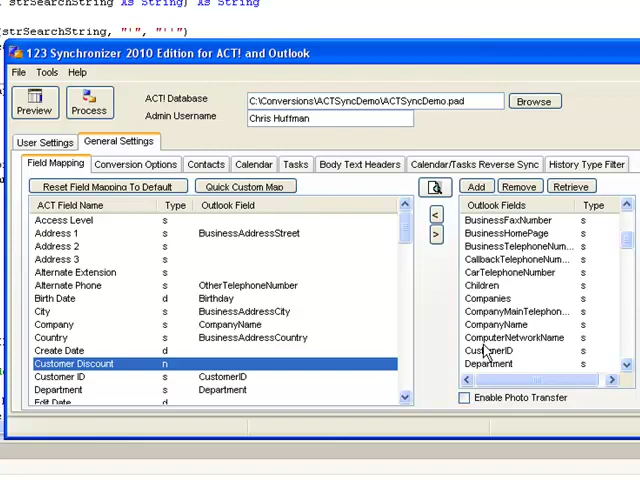 strSearchString As String) As String
(strSearchString, "'", "''")
123 Synchronizer 2010 Edition for ACT! and Outlook
File Tools Help
Preview Process ACT! Database C:\Conversions\ACTSyncDemo\ACTSyncDemo.pad Browse
Admin Username Chris Huffman
User Settings General Settings
Field Mapping Conversion Options Contacts Calendar Tasks Body Text Headers Calendar/Tasks Reverse Sync History Type Filter
Reset Field Mapping To Default Quick Custom Map Add Remove Retrieve
ACT Field Name Type Outlook Field Outlook Fields Type
Access Level s BusinessFaxNumber s
Address 1 s BusinessAddressStreet BusinessHomePage s
Address 2 s BusinessTelephoneNum... s
Address 3 s CallbackTelephoneNum... s
Alternate Extension s CarTelephoneNumber s
Alternate Phone s OtherTelephoneNumber Children s
Birth Date d Birthday Companies s
City s BusinessAddressCity CompanyMainTelephon... s
Company s CompanyName CompanyName s
Country s BusinessAddressCountry ComputerNetworkName s
Create Date d CustomerID s
Customer Discount n Department s
Customer ID s CustomerID
Department s Department
Edit Date d
Enable Photo Transfer
< >